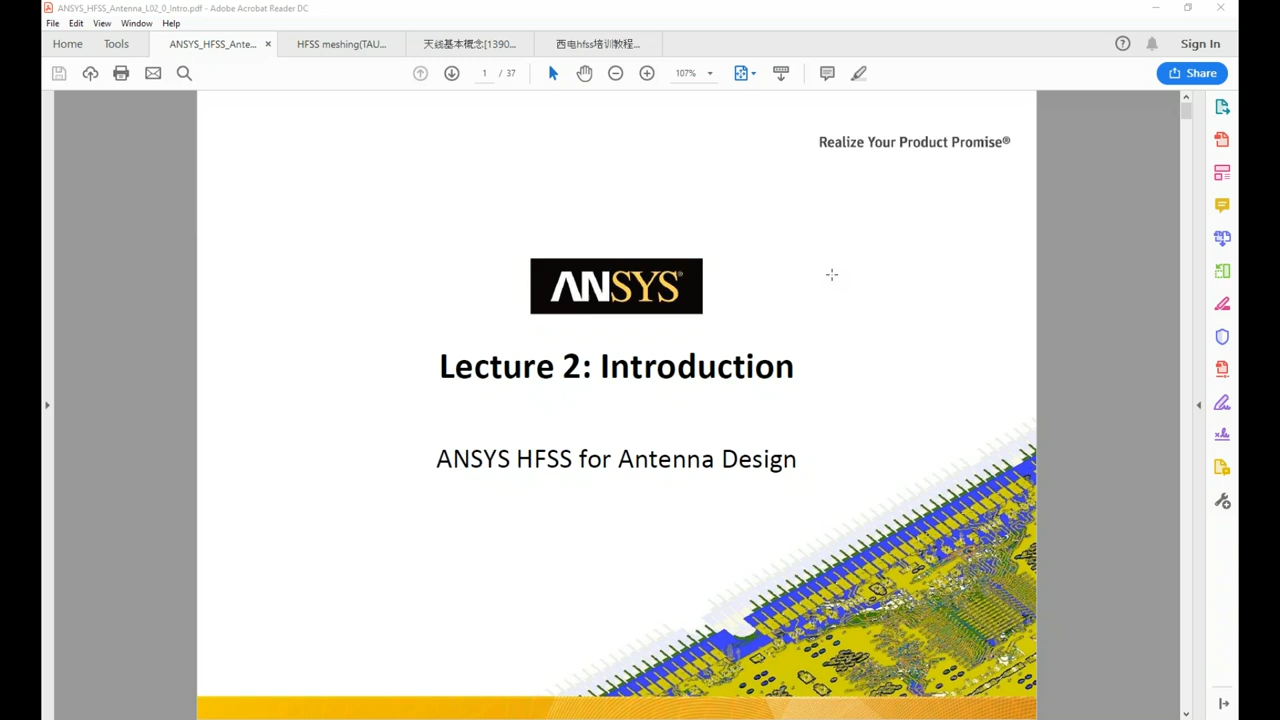 ANSYS_HFSS_Antenna_L02_0_Intro.pdf - Adobe Acrobat Reader DC
File Edit View Window Help
Home Tools ANSYS_HFSS_Ante... × HFSS meshing(TAU... 天线基本概念[1390... 西电hfss培训教程... Sign In
1 / 37 107% Share
Realize Your Product Promise®
ANSYS®
Lecture 2: Introduction
ANSYS HFSS for Antenna Design